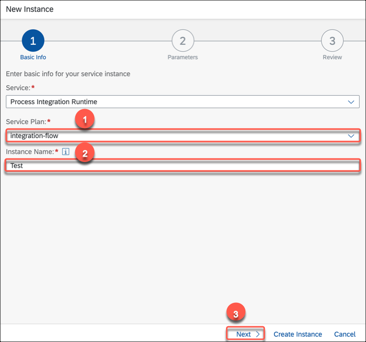 New Instance
1
2
3
Basic Info
Parameters
Review
Enter basic info for your service instance
Service:*
Process Integration Runtime
Service Plan:*
1
integration-flow
Instance Name:* i
2
Test
3
Next > Create Instance Cancel